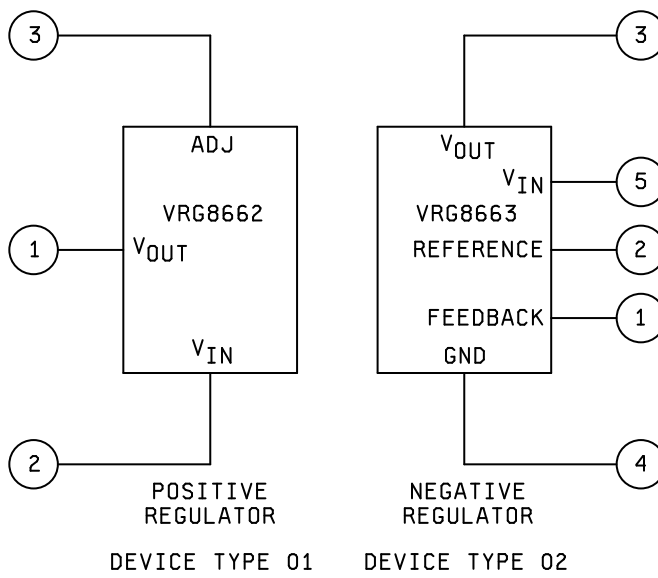 3
ADJ
VRG8662
1
VOUT
VIN
2
POSITIVE
REGULATOR
DEVICE TYPE 01
3
VOUT
VIN
5
VRG8663
REFERENCE
2
FEEDBACK
1
GND
4
NEGATIVE
REGULATOR
DEVICE TYPE 02